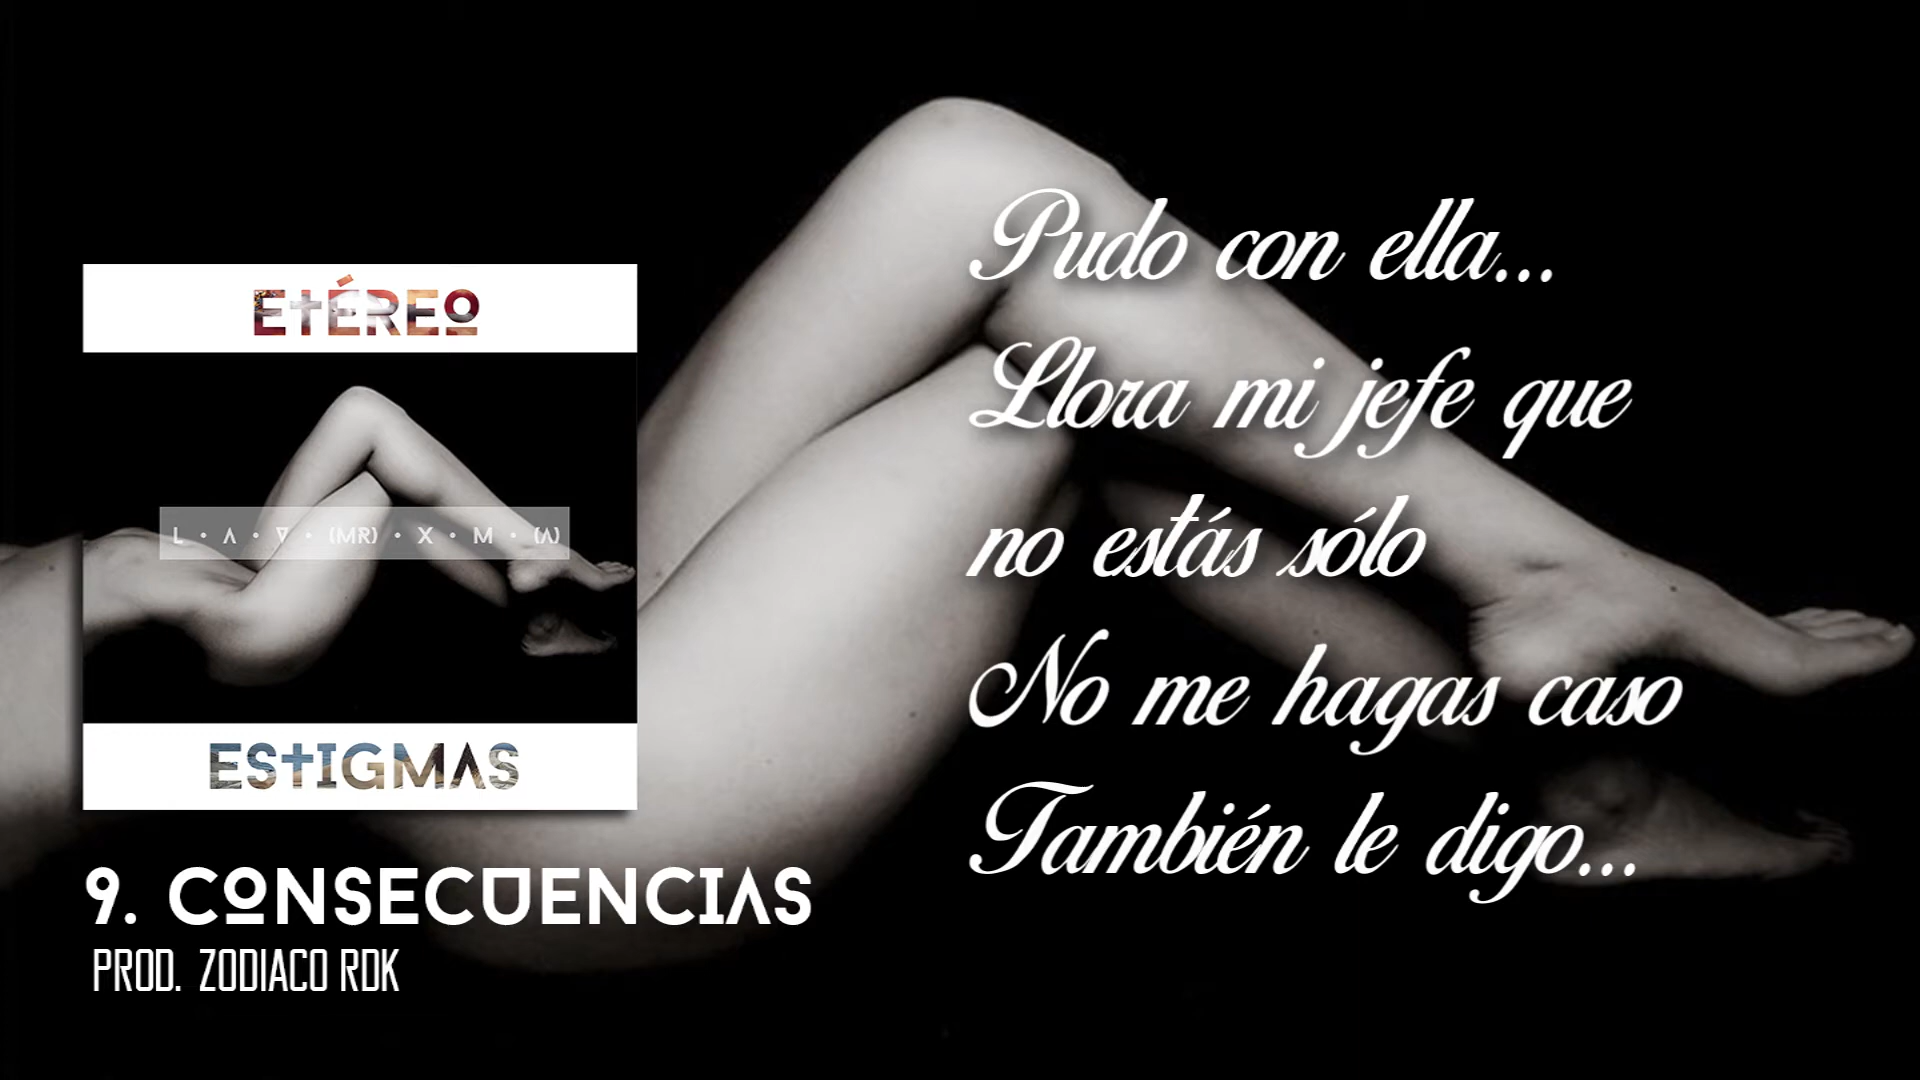 ETÉREO
L • Λ • V • (MR) • X • M • (Λ)
ESTIGMAS
9. CONSECUENCIAS
PROD. ZODIACO RDK
Pudo con ella...
Llora mi jefe que
no estás sólo
No me hagas caso
También le digo...